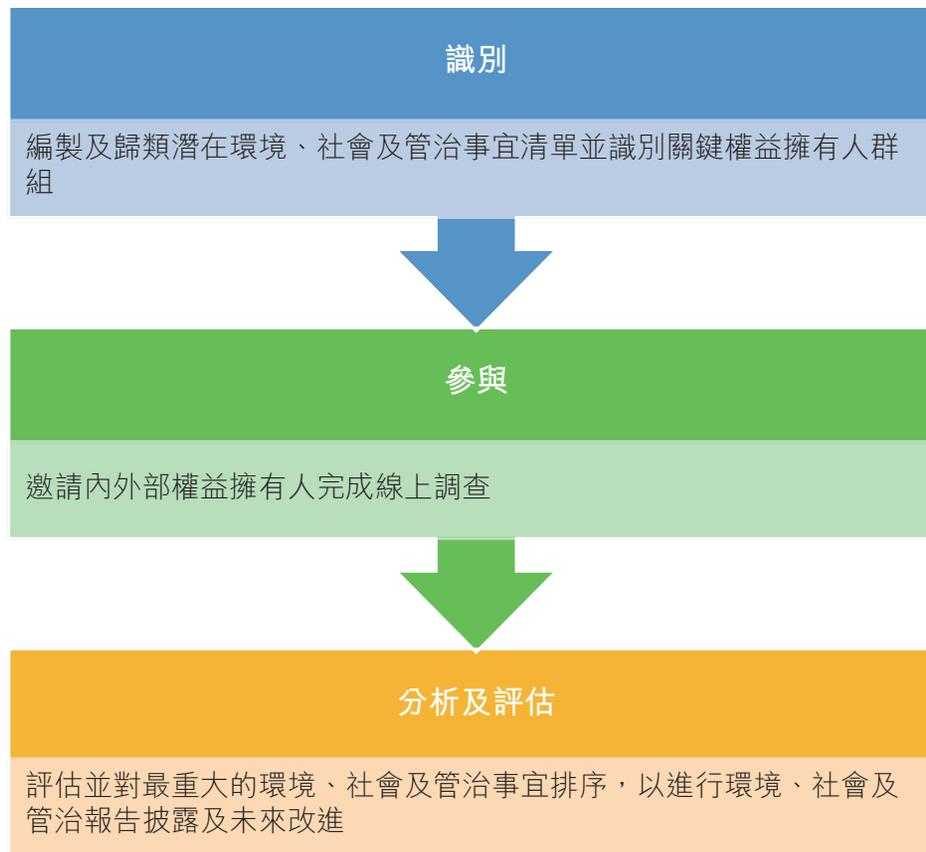 識別
編製及歸類潛在環境、社會及管治事宜清單並識別關鍵權益擁有人群
組
參與
邀請內外部權益擁有人完成線上調查
分析及評估
評估並對最重大的環境、社會及管治事宜排序，以進行環境、社會及
管治報告披露及未來改進